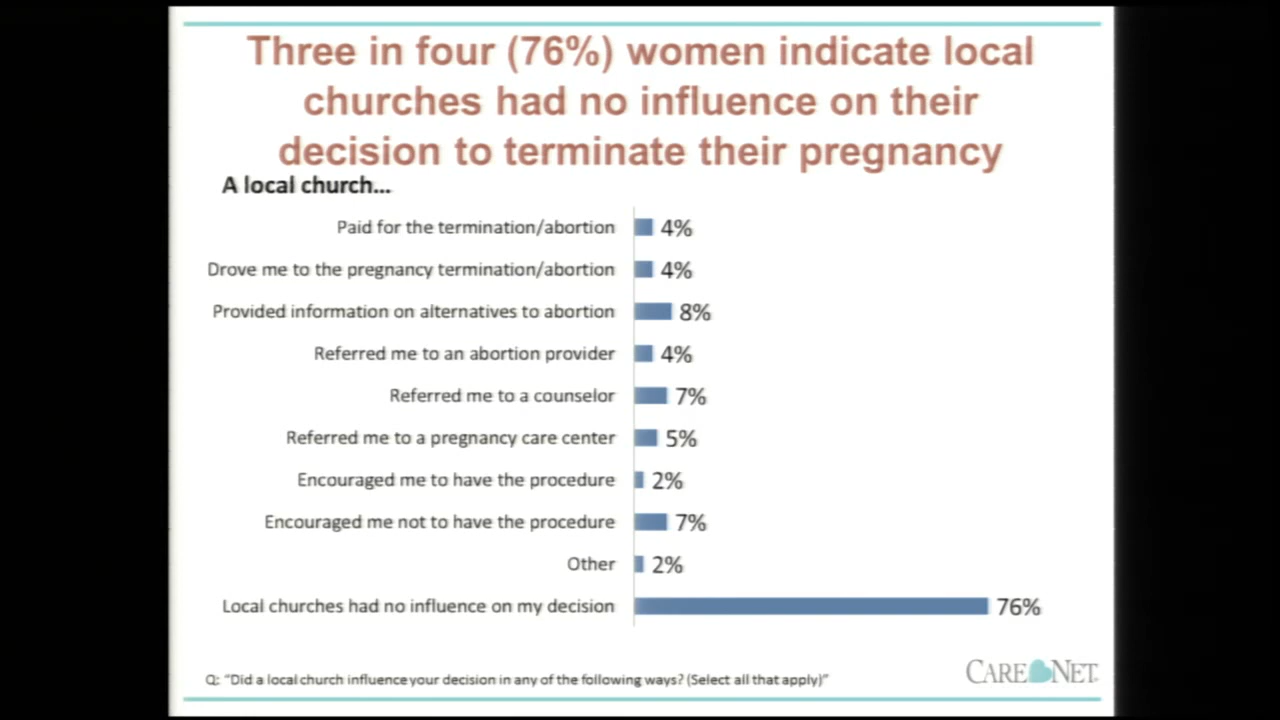 Three in four (76%) women indicate local
churches had no influence on their
decision to terminate their pregnancy
A local church...
Paid for the termination/abortion 4%
Drove me to the pregnancy termination/abortion 4%
Provided information on alternatives to abortion 8%
Referred me to an abortion provider 4%
Referred me to a counselor 7%
Referred me to a pregnancy care center 5%
Encouraged me to have the procedure 2%
Encouraged me not to have the procedure 7%
Other 2%
Local churches had no influence on my decision 76%
Q: “Did a local church influence your decision in any of the following ways? (Select all that apply)”
CARE NET